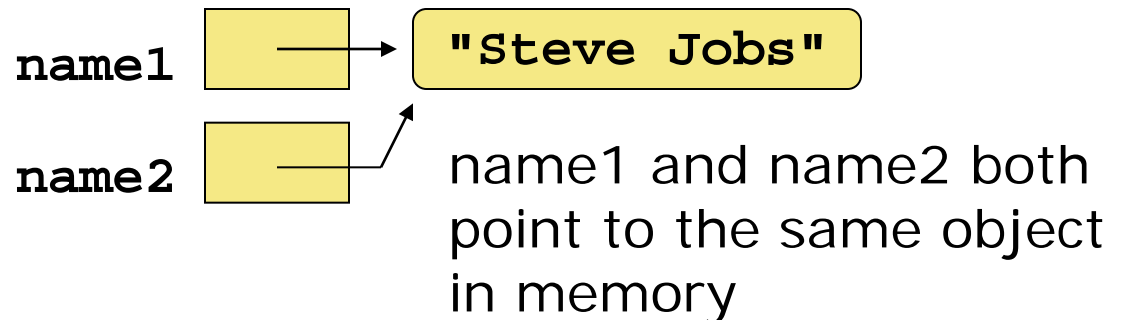 name1 "Steve Jobs"
name2
name1 and name2 both
point to the same object
in memory